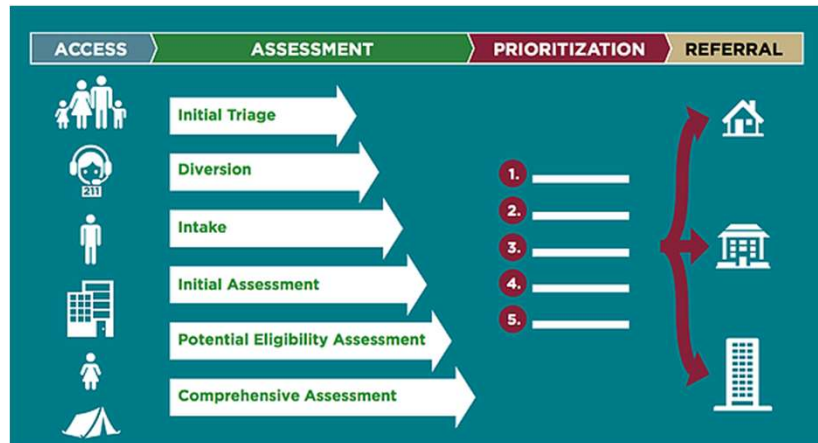 ACCESS
ASSESSMENT
PRIORITIZATION
REFERRAL
Initial Triage
Diversion
211
Intake
Initial Assessment
Potential Eligibility Assessment
Comprehensive Assessment
1.
2.
3.
4.
5.